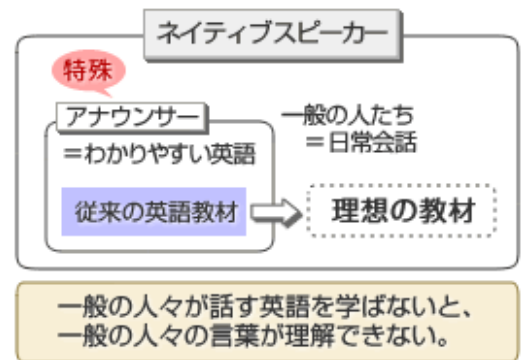 ネイティブスピーカー
特殊
アナウンサー
＝わかりやすい英語
従来の英語教材
一般の人たち
＝日常会話
理想の教材
一般の人々が話す英語を学ばないと、
一般の人々の言葉が理解できない。